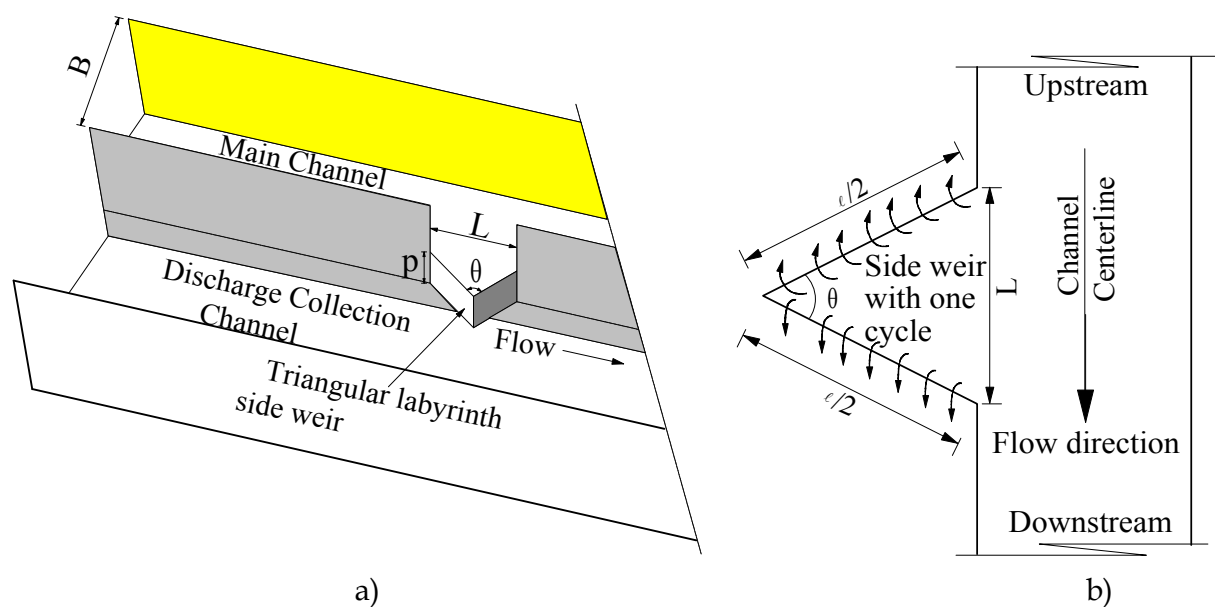 B
Main Channel
L
p
θ
Discharge Collection
Channel
Flow
Triangular labyrinth
side weir
a)
Upstream
ℓ/2
Side weir
with one
cycle
θ
L
Channel
Centerline
ℓ/2
Flow direction
Downstream
b)